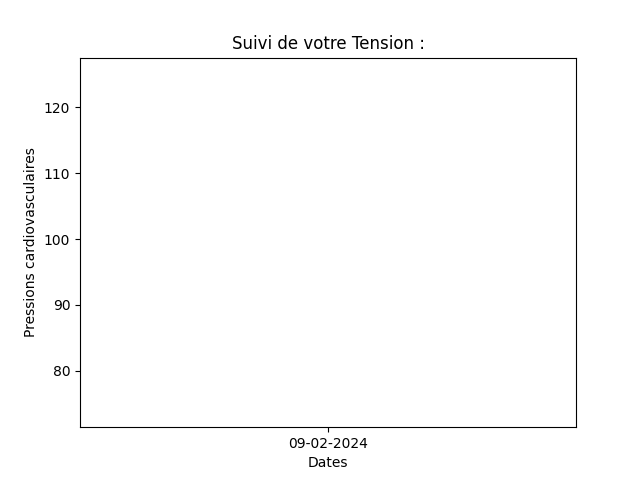 Suivi de votre Tension :
120
110
100
90
80
Pressions cardiovasculaires
09-02-2024
Dates